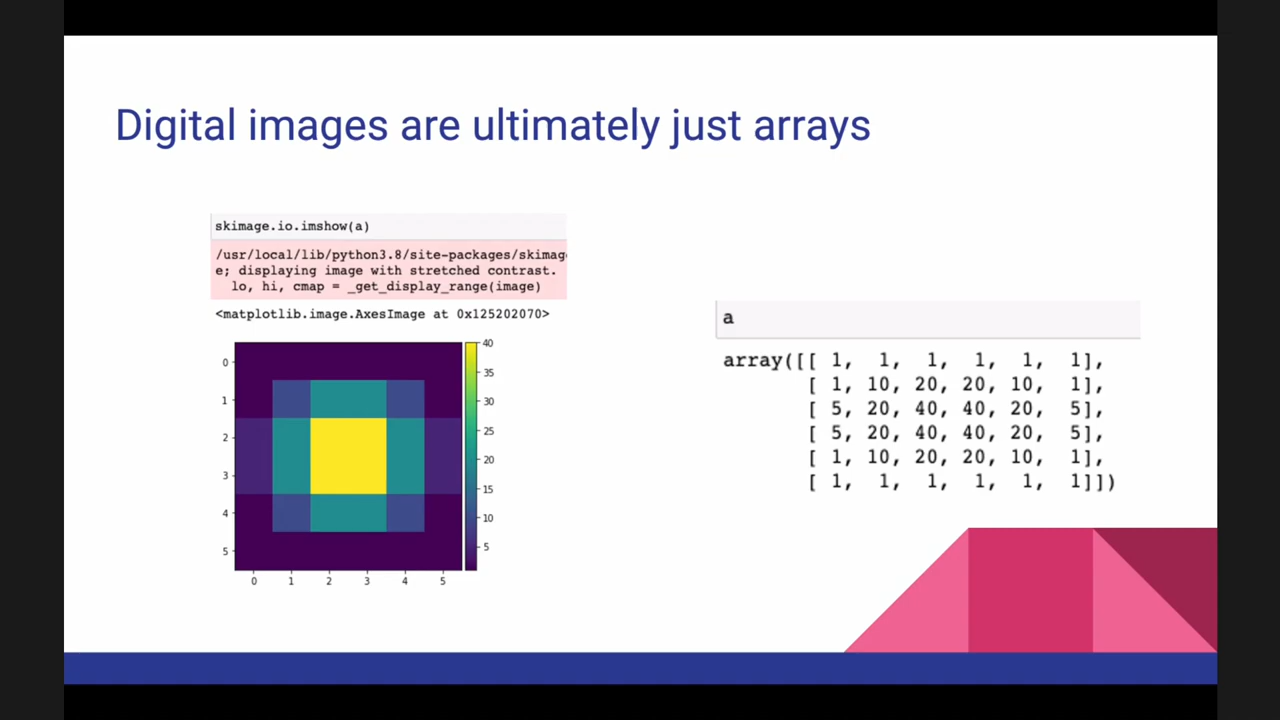 Digital images are ultimately just arrays
skimage.io.imshow(a)
/usr/local/lib/python3.8/site-packages/skimag
e; displaying image with stretched contrast.
lo, hi, cmap = _get_display_range(image)
<matplotlib.image.AxesImage at 0x125202070>
40
35
30
25
20
15
10
5
0
1
2
3
4
5
0 1 2 3 4 5
a
array([[ 1, 1, 1, 1, 1, 1],
[ 1, 10, 20, 20, 10, 1],
[ 5, 20, 40, 40, 20, 5],
[ 5, 20, 40, 40, 20, 5],
[ 1, 10, 20, 20, 10, 1],
[ 1, 1, 1, 1, 1, 1]])